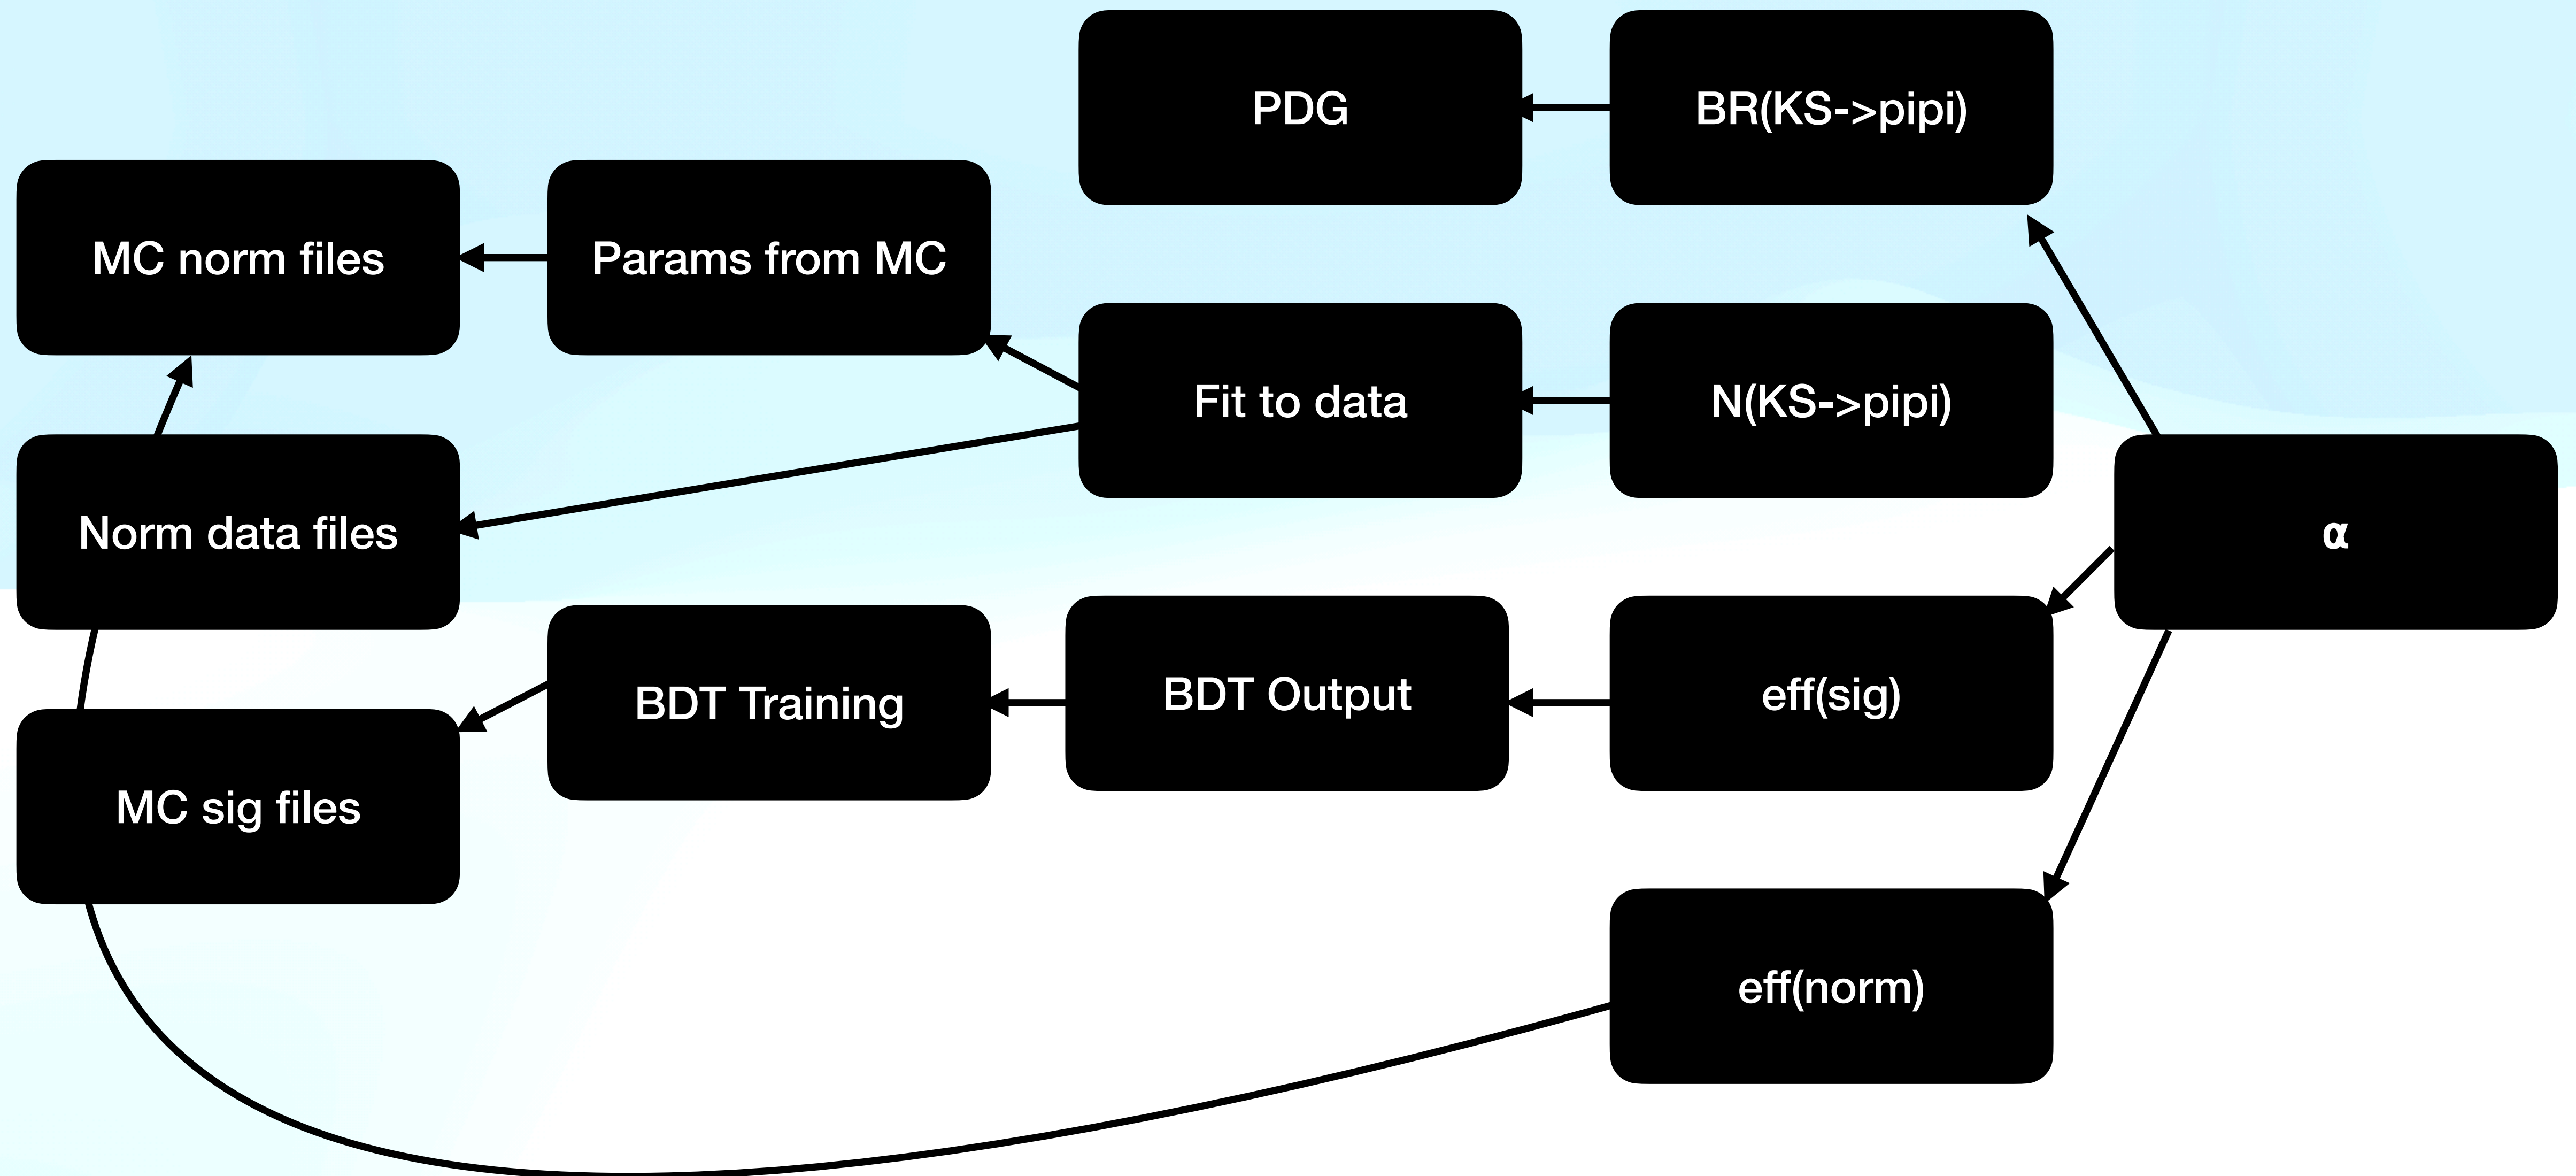 PDG
BR(KS->pipi)
MC norm files
Params from MC
Fit to data
N(KS->pipi)
Norm data files
α
BDT Training
BDT Output
eff(sig)
MC sig files
eff(norm)